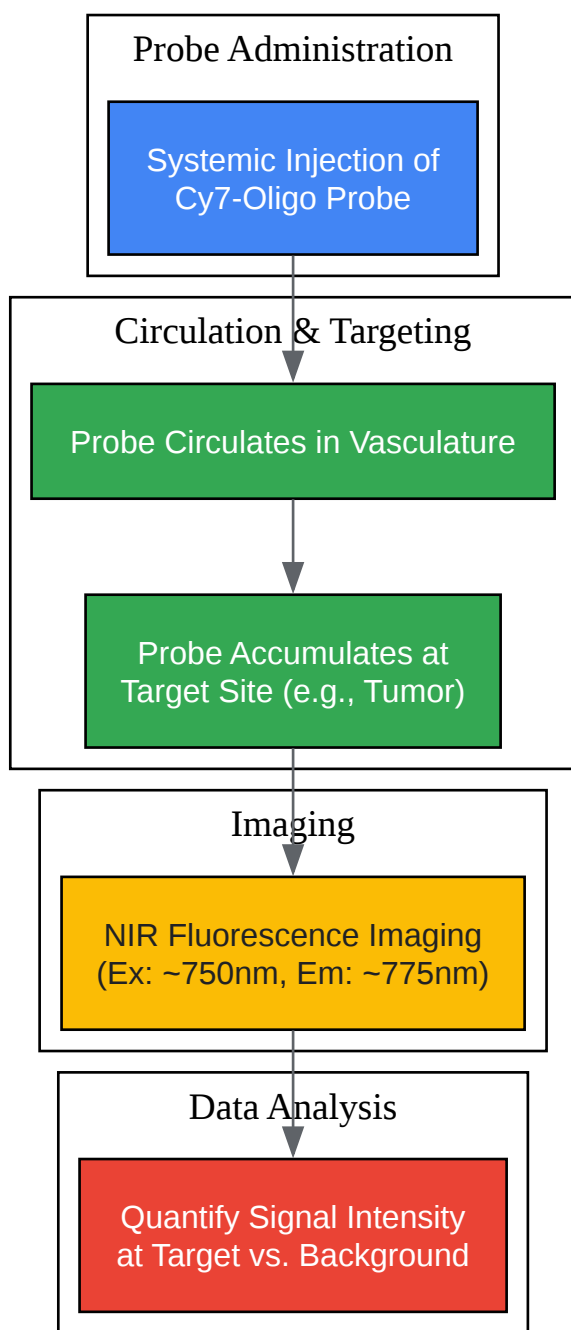 Probe Administration
Systemic Injection of
Cy7-Oligo Probe
Circulation & Targeting
Probe Circulates in Vasculature
Probe Accumulates at
Target Site (e.g., Tumor)
Imaging
NIR Fluorescence Imaging
(Ex: ~750nm, Em: ~775nm)
Data Analysis
Quantify Signal Intensity
at Target vs. Background